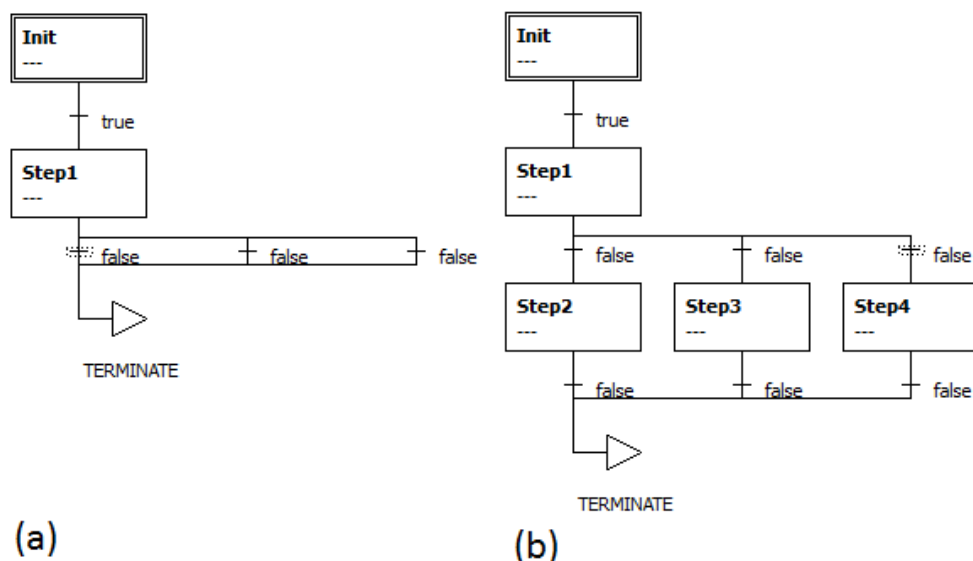 Init
---
true
Step1
---
false false false
TERMINATE
(a)
Init
---
true
Step1
---
false false false
Step2 Step3 Step4
--- --- ---
false false false
TERMINATE
(b)